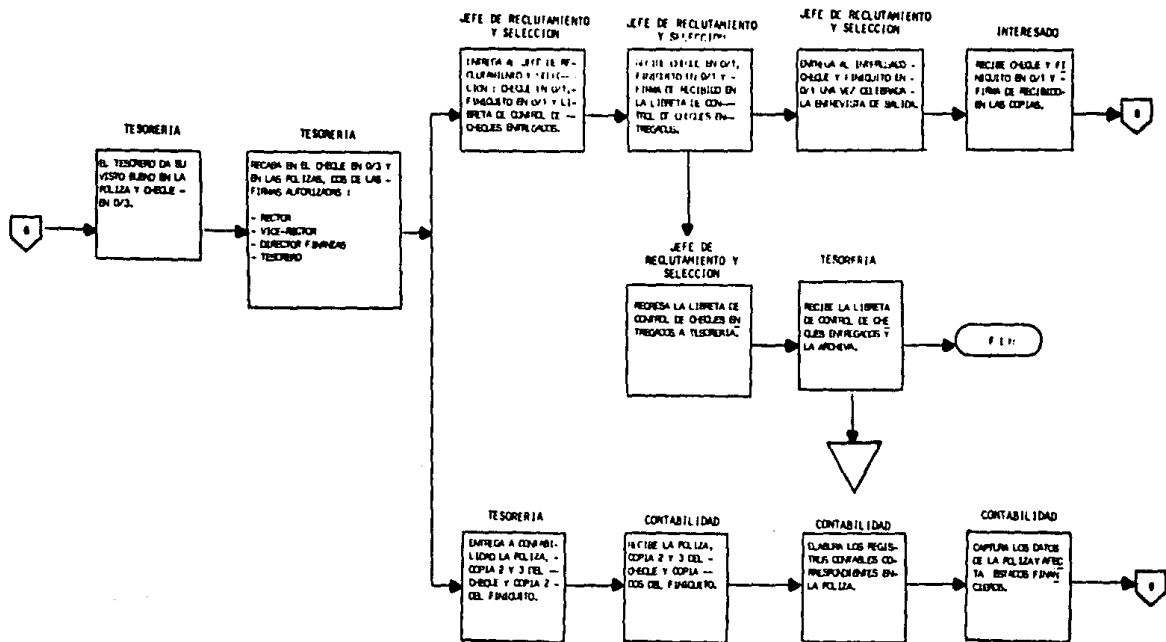 JEFE DE RECLUTAMIENTO
Y SELECCION
ENTREGA AL JEFE DE RE-
CLUTAMIENTO Y SELEC-
CION : CHEQUE EN O/1,
FINIQUITO EN O/1 Y LI-
BRETA DE CONTROL DE -
CHEQUES ENTREGADOS.
JEFE DE RECLUTAMIENTO
Y SELECCION
RECIBE CHEQUE EN O/1,
FINIQUITO EN O/1 Y -
FIRMA DE RECIBIDO EN
LA LIBRETA DE CON-
TROL DE CHEQUES EN-
TREGADOS.
JEFE DE RECLUTAMIENTO
Y SELECCION
ENTREGA AL INTERESADO -
CHEQUE Y FINIQUITO EN -
O/1 UNA VEZ CELEBRADA -
LA ENTREVISTA DE SALIDA.
INTERESADO
RECIBE CHEQUE Y FI
NIQUITO EN O/1 Y -
FIRMA DE RECIBIDO-
EN LAS COPIAS.
TESORERIA
EL TESORERO DA SU
VISTO BUENO EN LA
POLIZA Y CHEQUE -
EN O/3.
TESORERIA
RECABA EN EL CHEQUE EN O/3 Y
EN LAS POLIZAS, DOS DE LAS -
FIRMAS AUTORIZADAS :
- RECTOR
- VICE-RECTOR
- DIRECTOR FINANZAS
- TESORERO
JEFE DE
RECLUTAMIENTO Y
SELECCION
REGRESA LA LIBRETA DE
CONTROL DE CHEQUES EN
TREGADOS A TESORERIA.
TESORERIA
RECIBE LA LIBRETA
DE CONTROL DE CHE
QUES ENTREGADOS Y
LA ARCHIVA.
FIN
TESORERIA
ENTREGA A CONTABI-
LIDAD LA POLIZA, -
COPIA 2 Y 3 DEL -
CHEQUE Y COPIA 2 -
DEL FINIQUITO.
CONTABILIDAD
RECIBE LA POLIZA,
COPIA 2 Y 3 DEL -
CHEQUE Y COPIA -
DOS DEL FINIQUITO.
CONTABILIDAD
ELABORA LOS REGIS-
TROS CONTABLES CO-
RRESPONDIENTES EN-
LA POLIZA.
CONTABILIDAD
CAPTURA LOS DATOS
DE LA POLIZA Y AFEC
TA ESTADOS FINAN
CIEROS.